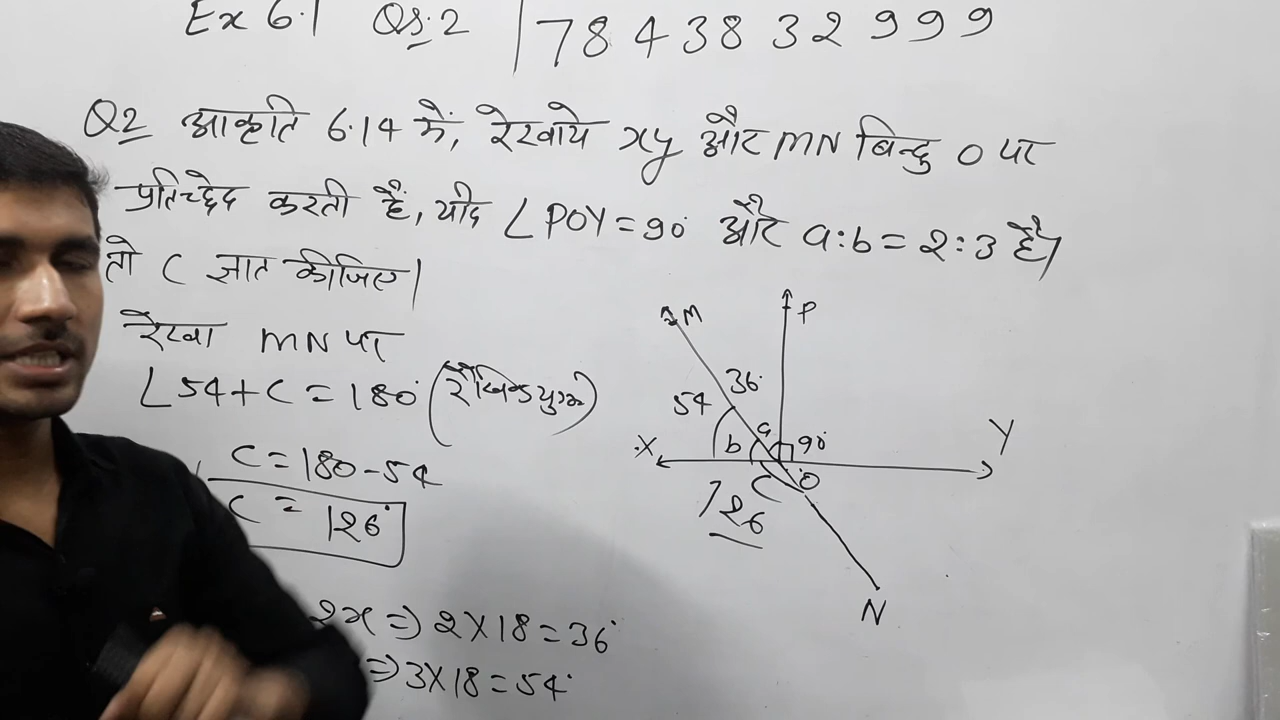 Ex 6.1 QS:2 | 7843832999
Q2 आकृति 6.14 में, रेखाये xy और MN बिन्दु O पर
प्रतिच्छेद करती हैं, यदि ∠POY = 90° और a:b = 2:3 है।
तो C ज्ञात कीजिए।
रेखा MN पर
∠54+C = 180° (रैखिक युग्म)
C = 180-54
C = 126°
2x ⇒ 2×18 = 36°
⇒ 3×18 = 54°
M
P
36°
54
a
X
b
90°
Y
C
O
126
N